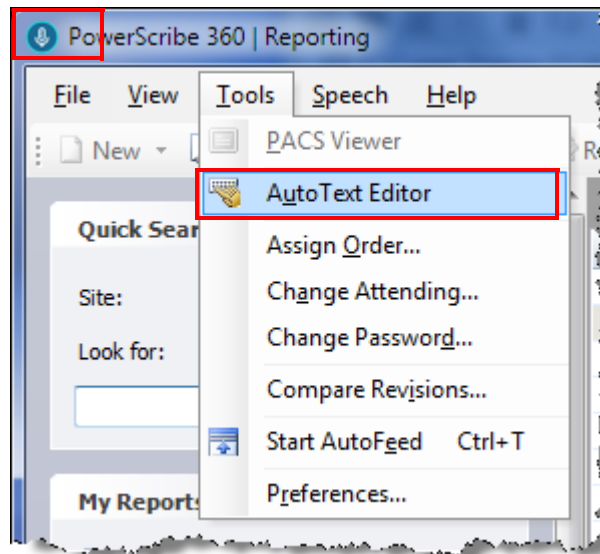 PowerScribe 360 | Reporting
File View Tools Speech Help
New
PACS Viewer
AutoText Editor
Quick Sear
Assign Order...
Site:
Change Attending...
Look for:
Change Password...
Compare Revisions...
Start AutoFeed Ctrl+T
My Reports
Preferences...